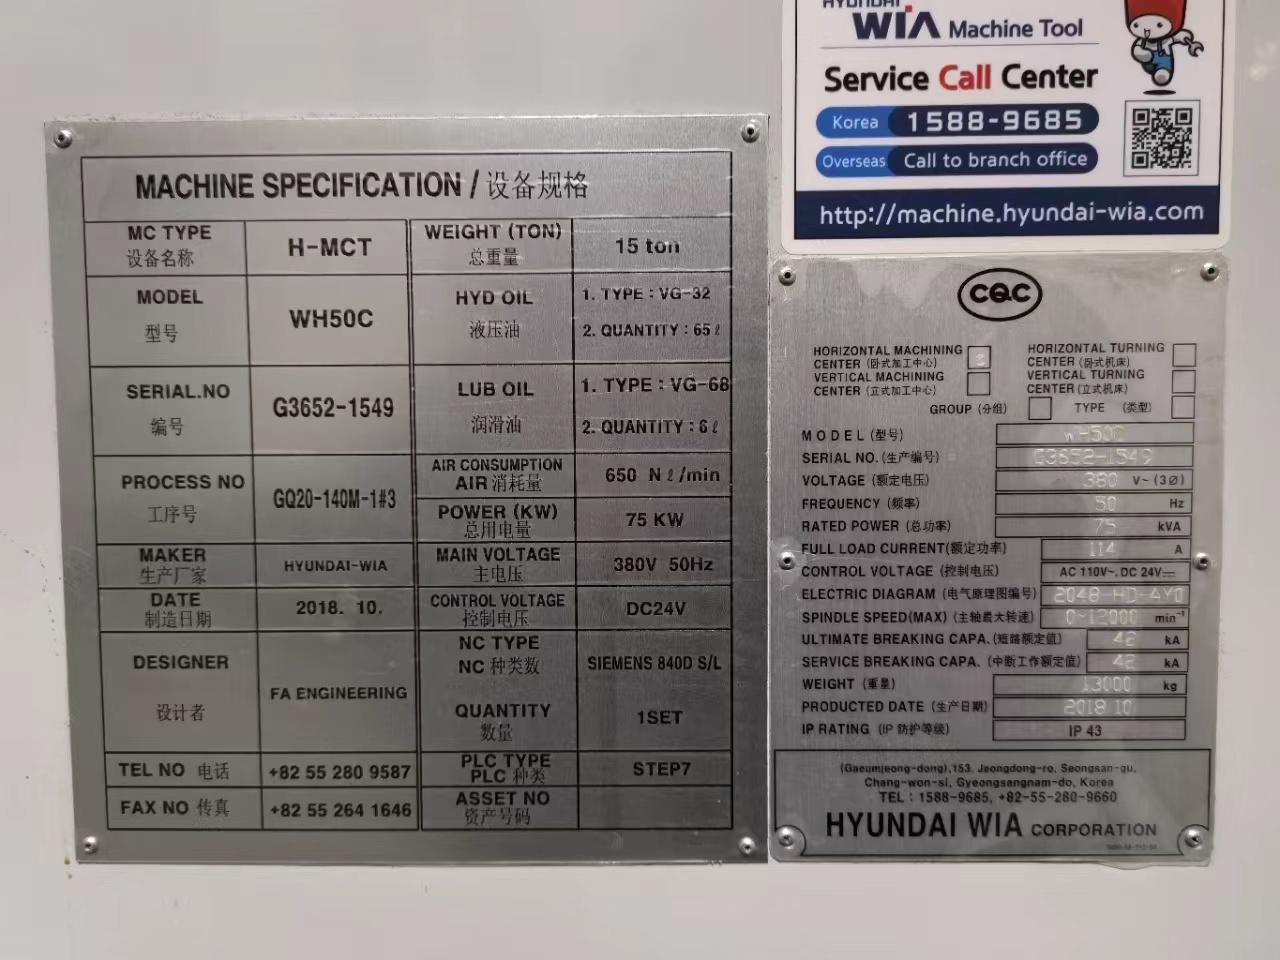 MACHINE SPECIFICATION / 设备规格
MC TYPE
设备名称
H-MCT
MODEL
型号
WH50C
SERIAL.NO
编号
G3652-1549
PROCESS NO
工序号
GQ20-140M-1#3
MAKER
生产厂家
HYUNDAI-WIA
DATE
制造日期
2018. 10.
DESIGNER
设计者
FA ENGINEERING
TEL NO 电话
+82 55 280 9587
FAX NO 传真
+82 55 264 1646
WEIGHT (TON)
总重量
15 ton
HYD OIL
液压油
1. TYPE : VG-32
2. QUANTITY : 65ℓ
LUB OIL
润滑油
1. TYPE : VG-68
2. QUANTITY : 6ℓ
AIR CONSUMPTION
AIR 消耗量
650 Nℓ/min
POWER (KW)
总用电量
75 KW
MAIN VOLTAGE
主电压
380V 50Hz
CONTROL VOLTAGE
控制电压
DC24V
NC TYPE
NC 种类数
SIEMENS 840D S/L
QUANTITY
数量
1SET
PLC TYPE
PLC 种类
STEP7
ASSET NO
资产号码
HYUNDAI
WIA Machine Tool
Service Call Center
Korea 1588-9685
Overseas Call to branch office
http://machine.hyundai-wia.com
CQC
HORIZONTAL MACHINING
CENTER (卧式加工中心)
VERTICAL MACHINING
CENTER (立式加工中心)
HORIZONTAL TURNING
CENTER (卧式机床)
VERTICAL TURNING
CENTER (立式机床)
GROUP (分组)
TYPE (类型)
MODEL (型号) WH50C
SERIAL NO. (生产编号) G3652-1549
VOLTAGE (额定电压) 380 V~(3Ø)
FREQUENCY (频率) 50 Hz
RATED POWER (总功率) 75 kVA
FULL LOAD CURRENT(额定功率) 114 A
CONTROL VOLTAGE (控制电压) AC 110V~, DC 24V⎓
ELECTRIC DIAGRAM (电气原理图编号) 2048-HD-4Y0
SPINDLE SPEED(MAX) (主轴最大转速) 0~12000 min⁻¹
ULTIMATE BREAKING CAPA. (短路额定值) 42 kA
SERVICE BREAKING CAPA. (中断工作额定值) 42 kA
WEIGHT (重量) 13000 kg
PRODUCTED DATE (生产日期) 2018.10
IP RATING (IP 防护等级) IP 43
(Gaeumjeong-dong),153, Jeongdong-ro, Seongsan-gu,
Chang-won-si, Gyeongsangnam-do, Korea
TEL : 1588-9685, +82-55-280-9660
HYUNDAI WIA CORPORATION